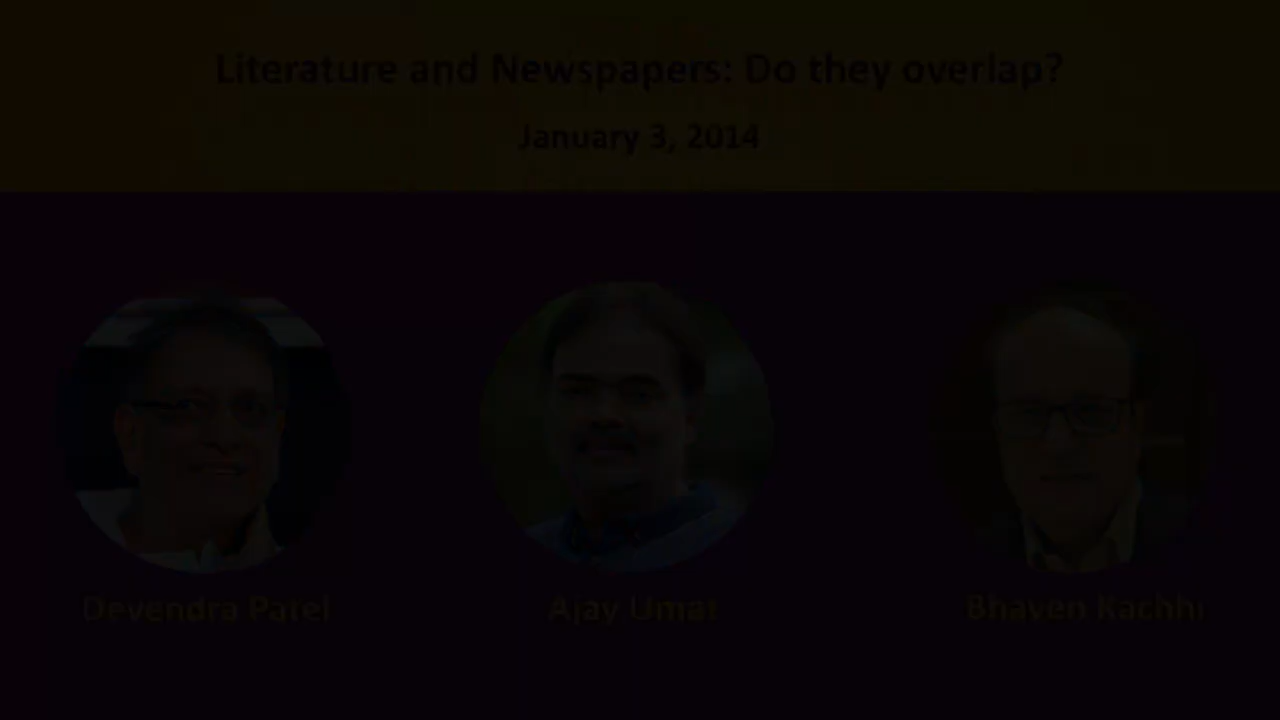 Literature and Newspapers: Do they overlap?
January 3, 2014
Devendra Patel
Ajay Umat
Bhaven Kachhi